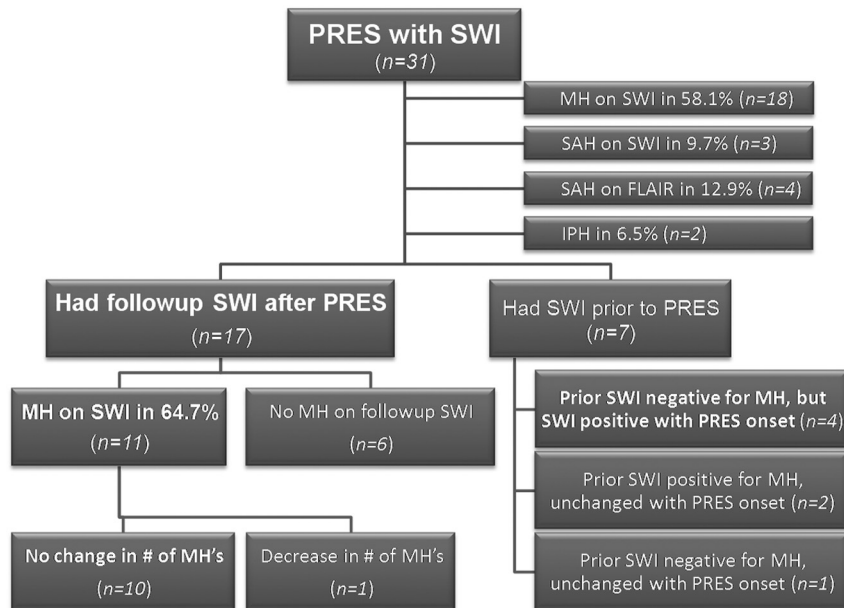 PRES with SWI
(n=31)
MH on SWI in 58.1% (n=18)
SAH on SWI in 9.7% (n=3)
SAH on FLAIR in 12.9% (n=4)
IPH in 6.5% (n=2)
Had followup SWI after PRES
(n=17)
Had SWI prior to PRES
(n=7)
MH on SWI in 64.7%
(n=11)
No MH on followup SWI
(n=6)
Prior SWI negative for MH, but
SWI positive with PRES onset (n=4)
Prior SWI positive for MH,
unchanged with PRES onset (n=2)
No change in # of MH's
(n=10)
Decrease in # of MH's
(n=1)
Prior SWI negative for MH,
unchanged with PRES onset (n=1)